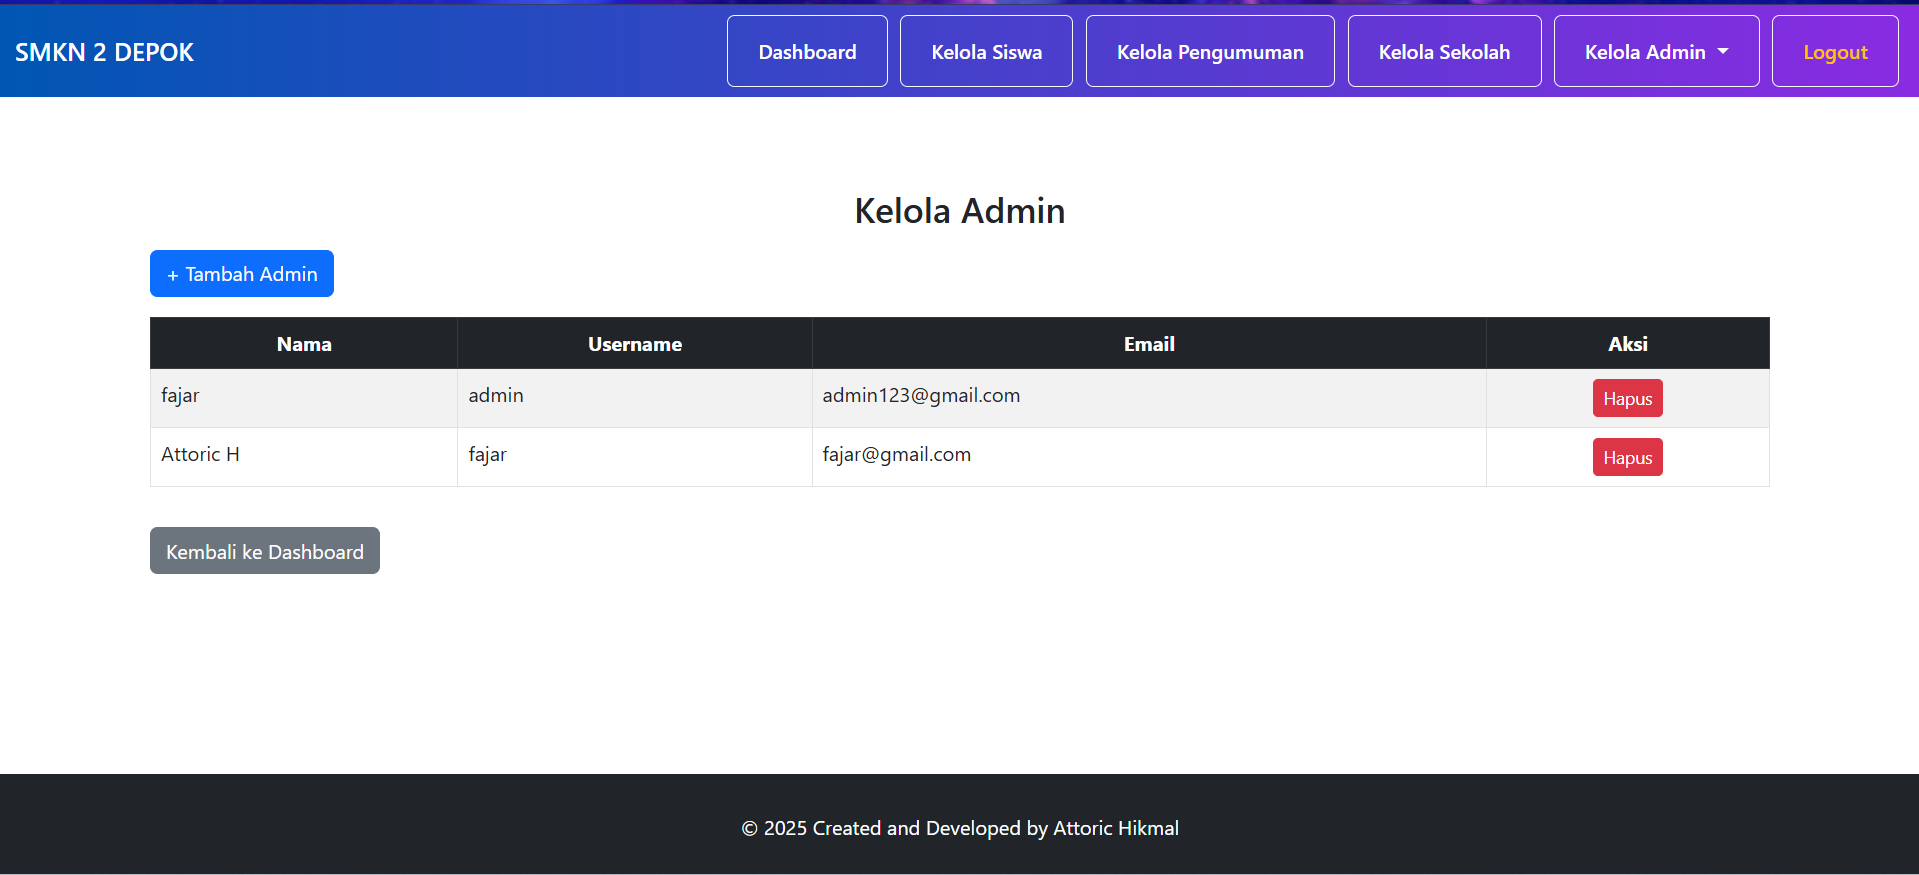 SMKN 2 DEPOK Dashboard Kelola Siswa Kelola Pengumuman Kelola Sekolah Kelola Admin Logout
Kelola Admin
+ Tambah Admin
Nama Username Email Aksi
fajar admin admin123@gmail.com Hapus
Attoric H fajar fajar@gmail.com Hapus
Kembali ke Dashboard
© 2025 Created and Developed by Attoric Hikmal